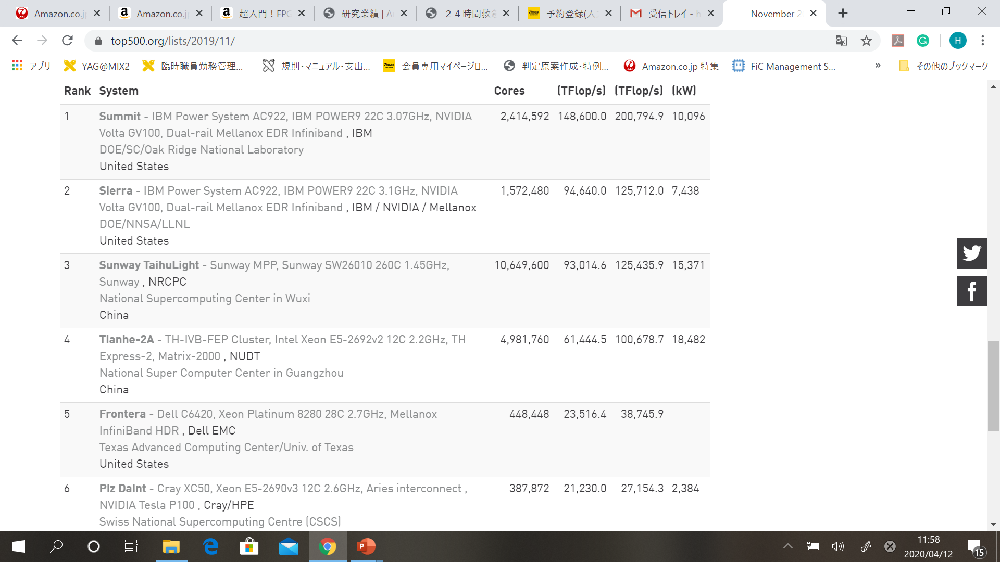 Amazon.co.j
Amazon.co.j
超入門！FPG
研究業績 | A
２４時間救急
予約登録(入
受信トレイ - h
November 2
top500.org/lists/2019/11/
H
アプリ
YAG@MIX2
臨時職員勤務管理...
規則・マニュアル・支出...
Times
会員専用マイページロ...
判定原案作成・特例...
Amazon.co.jp 特集
FiC Management S...
»
その他のブックマーク
Rank System Cores (TFlop/s) (TFlop/s) (kW)
1 Summit - IBM Power System AC922, IBM POWER9 22C 3.07GHz, NVIDIA 2,414,592 148,600.0 200,794.9 10,096
Volta GV100, Dual-rail Mellanox EDR Infiniband , IBM
DOE/SC/Oak Ridge National Laboratory
United States
2 Sierra - IBM Power System AC922, IBM POWER9 22C 3.1GHz, NVIDIA 1,572,480 94,640.0 125,712.0 7,438
Volta GV100, Dual-rail Mellanox EDR Infiniband , IBM / NVIDIA / Mellanox
DOE/NNSA/LLNL
United States
3 Sunway TaihuLight - Sunway MPP, Sunway SW26010 260C 1.45GHz, 10,649,600 93,014.6 125,435.9 15,371
Sunway , NRCPC
National Supercomputing Center in Wuxi
China
4 Tianhe-2A - TH-IVB-FEP Cluster, Intel Xeon E5-2692v2 12C 2.2GHz, TH 4,981,760 61,444.5 100,678.7 18,482
Express-2, Matrix-2000 , NUDT
National Super Computer Center in Guangzhou
China
5 Frontera - Dell C6420, Xeon Platinum 8280 28C 2.7GHz, Mellanox 448,448 23,516.4 38,745.9
InfiniBand HDR , Dell EMC
Texas Advanced Computing Center/Univ. of Texas
United States
6 Piz Daint - Cray XC50, Xeon E5-2690v3 12C 2.6GHz, Aries interconnect , 387,872 21,230.0 27,154.3 2,384
NVIDIA Tesla P100 , Cray/HPE
Swiss National Supercomputing Centre (CSCS)
11:58
2020/04/12
15